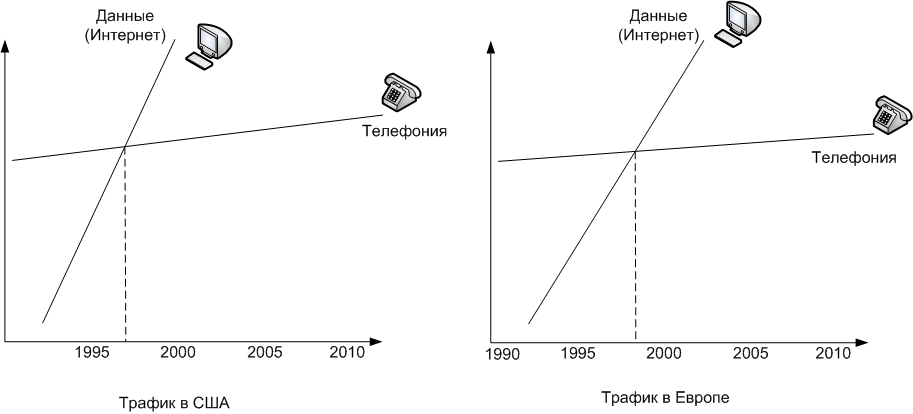 Данные
(Интернет)
Телефония
1995 2000 2005 2010
Трафик в США
Данные
(Интернет)
Телефония
1990 1995 2000 2005 2010
Трафик в Европе